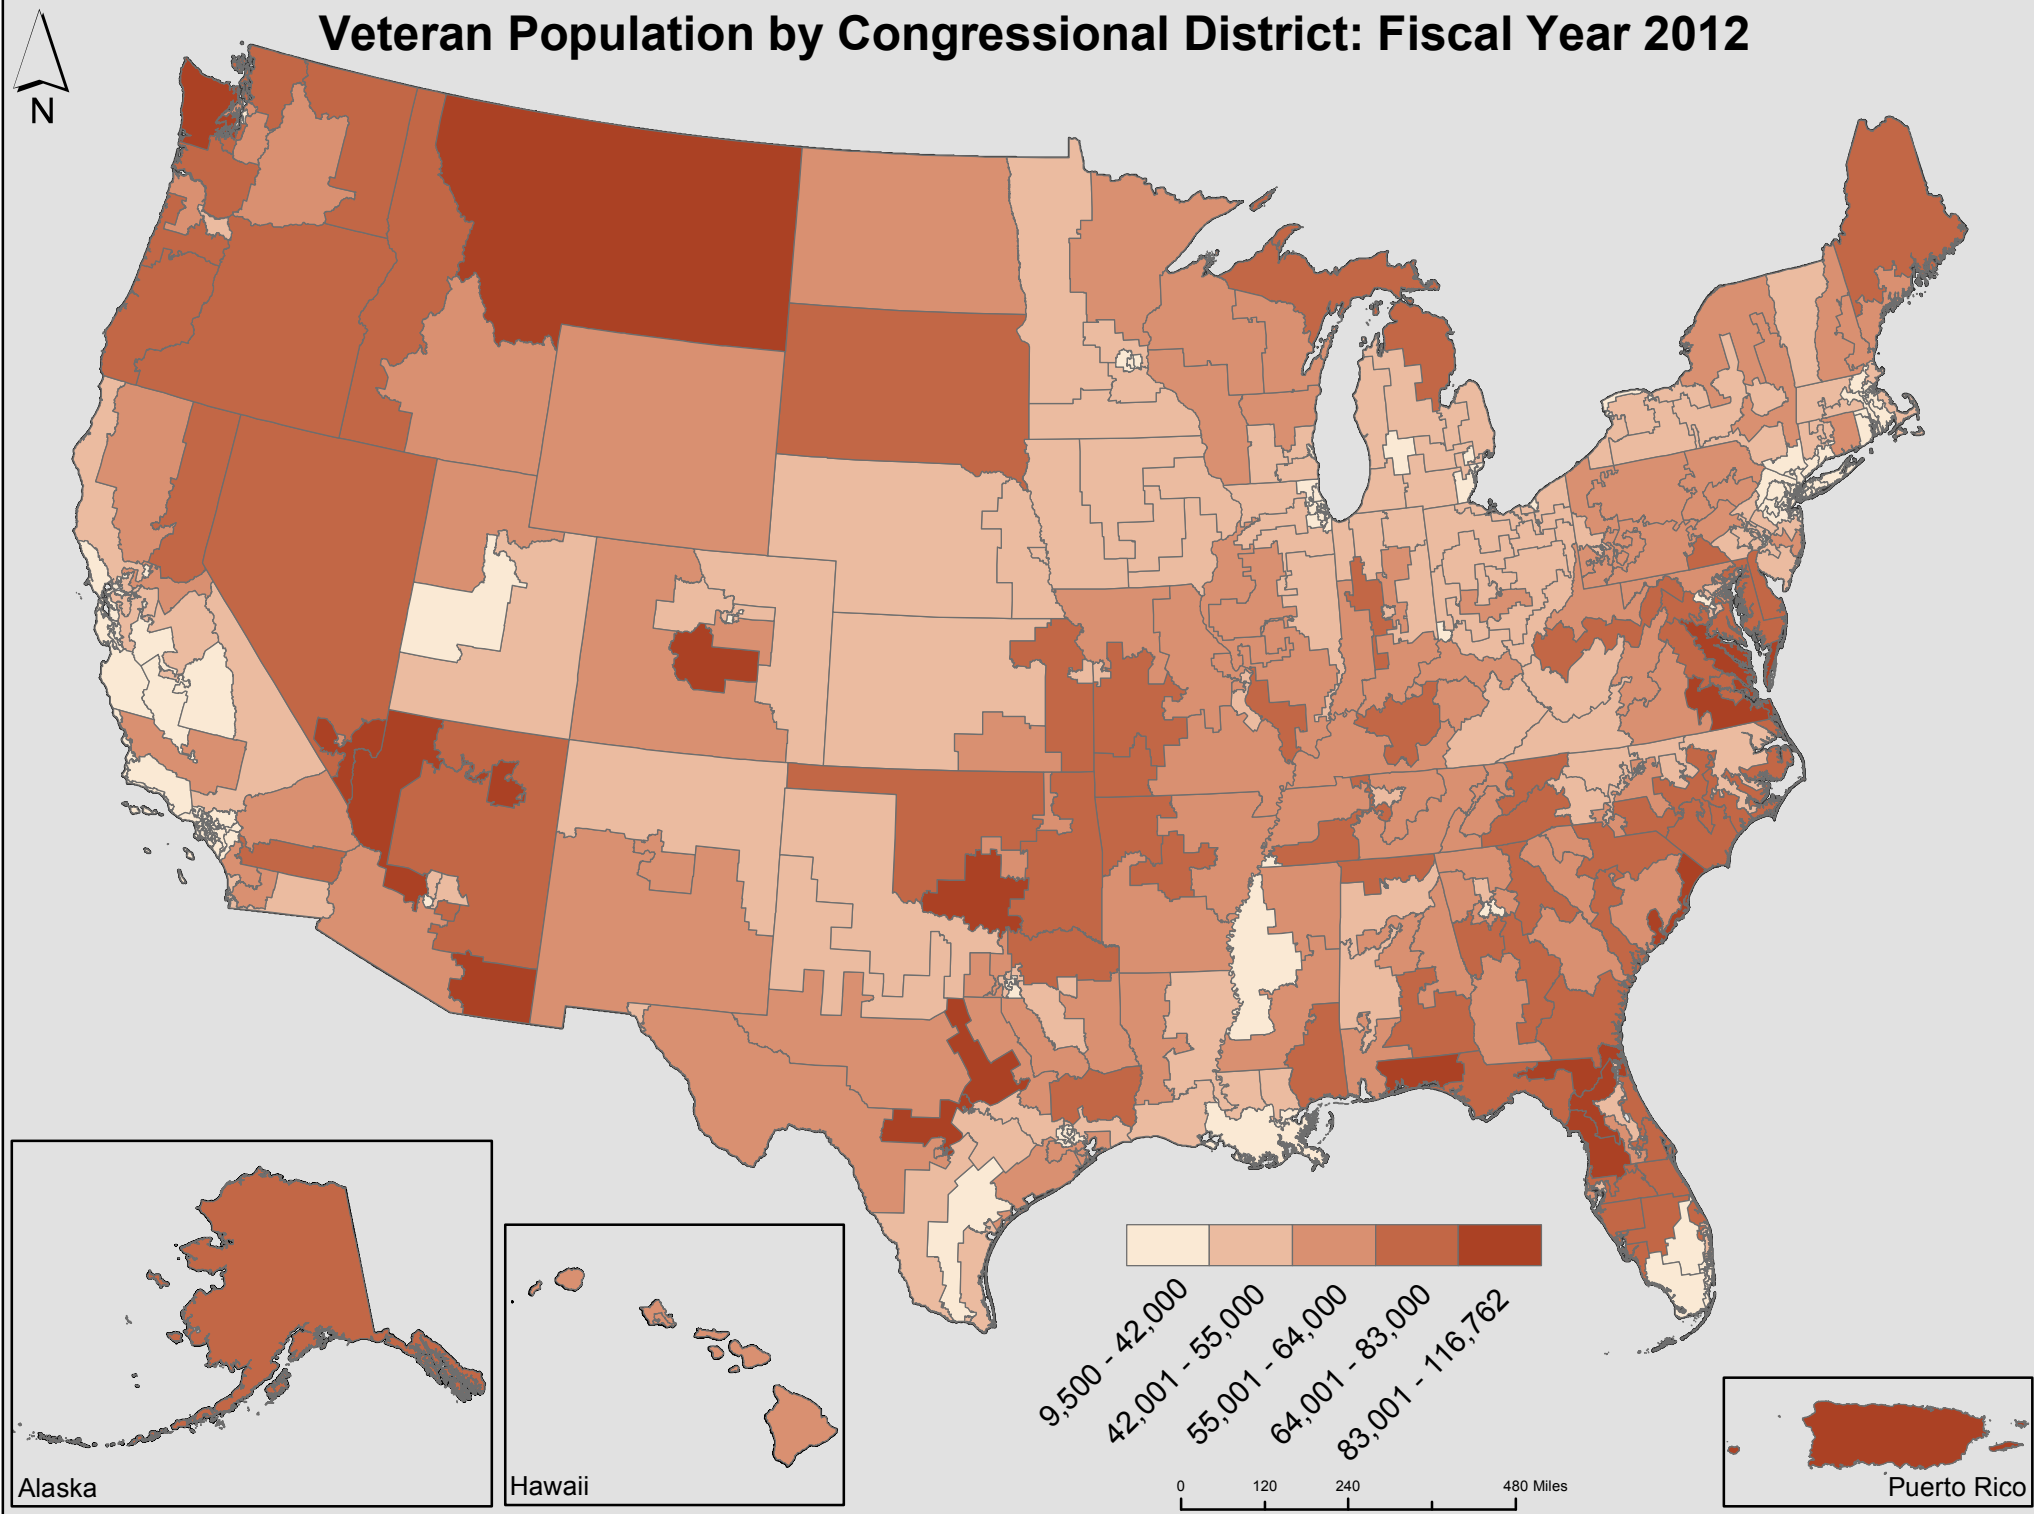 Veteran Population by Congressional District: Fiscal Year 2012
N
9,500 - 42,000
42,001 - 55,000
55,001 - 64,000
64,001 - 83,000
83,001 - 116,762
0 120 240 480 Miles
Alaska
Hawaii
Puerto Rico